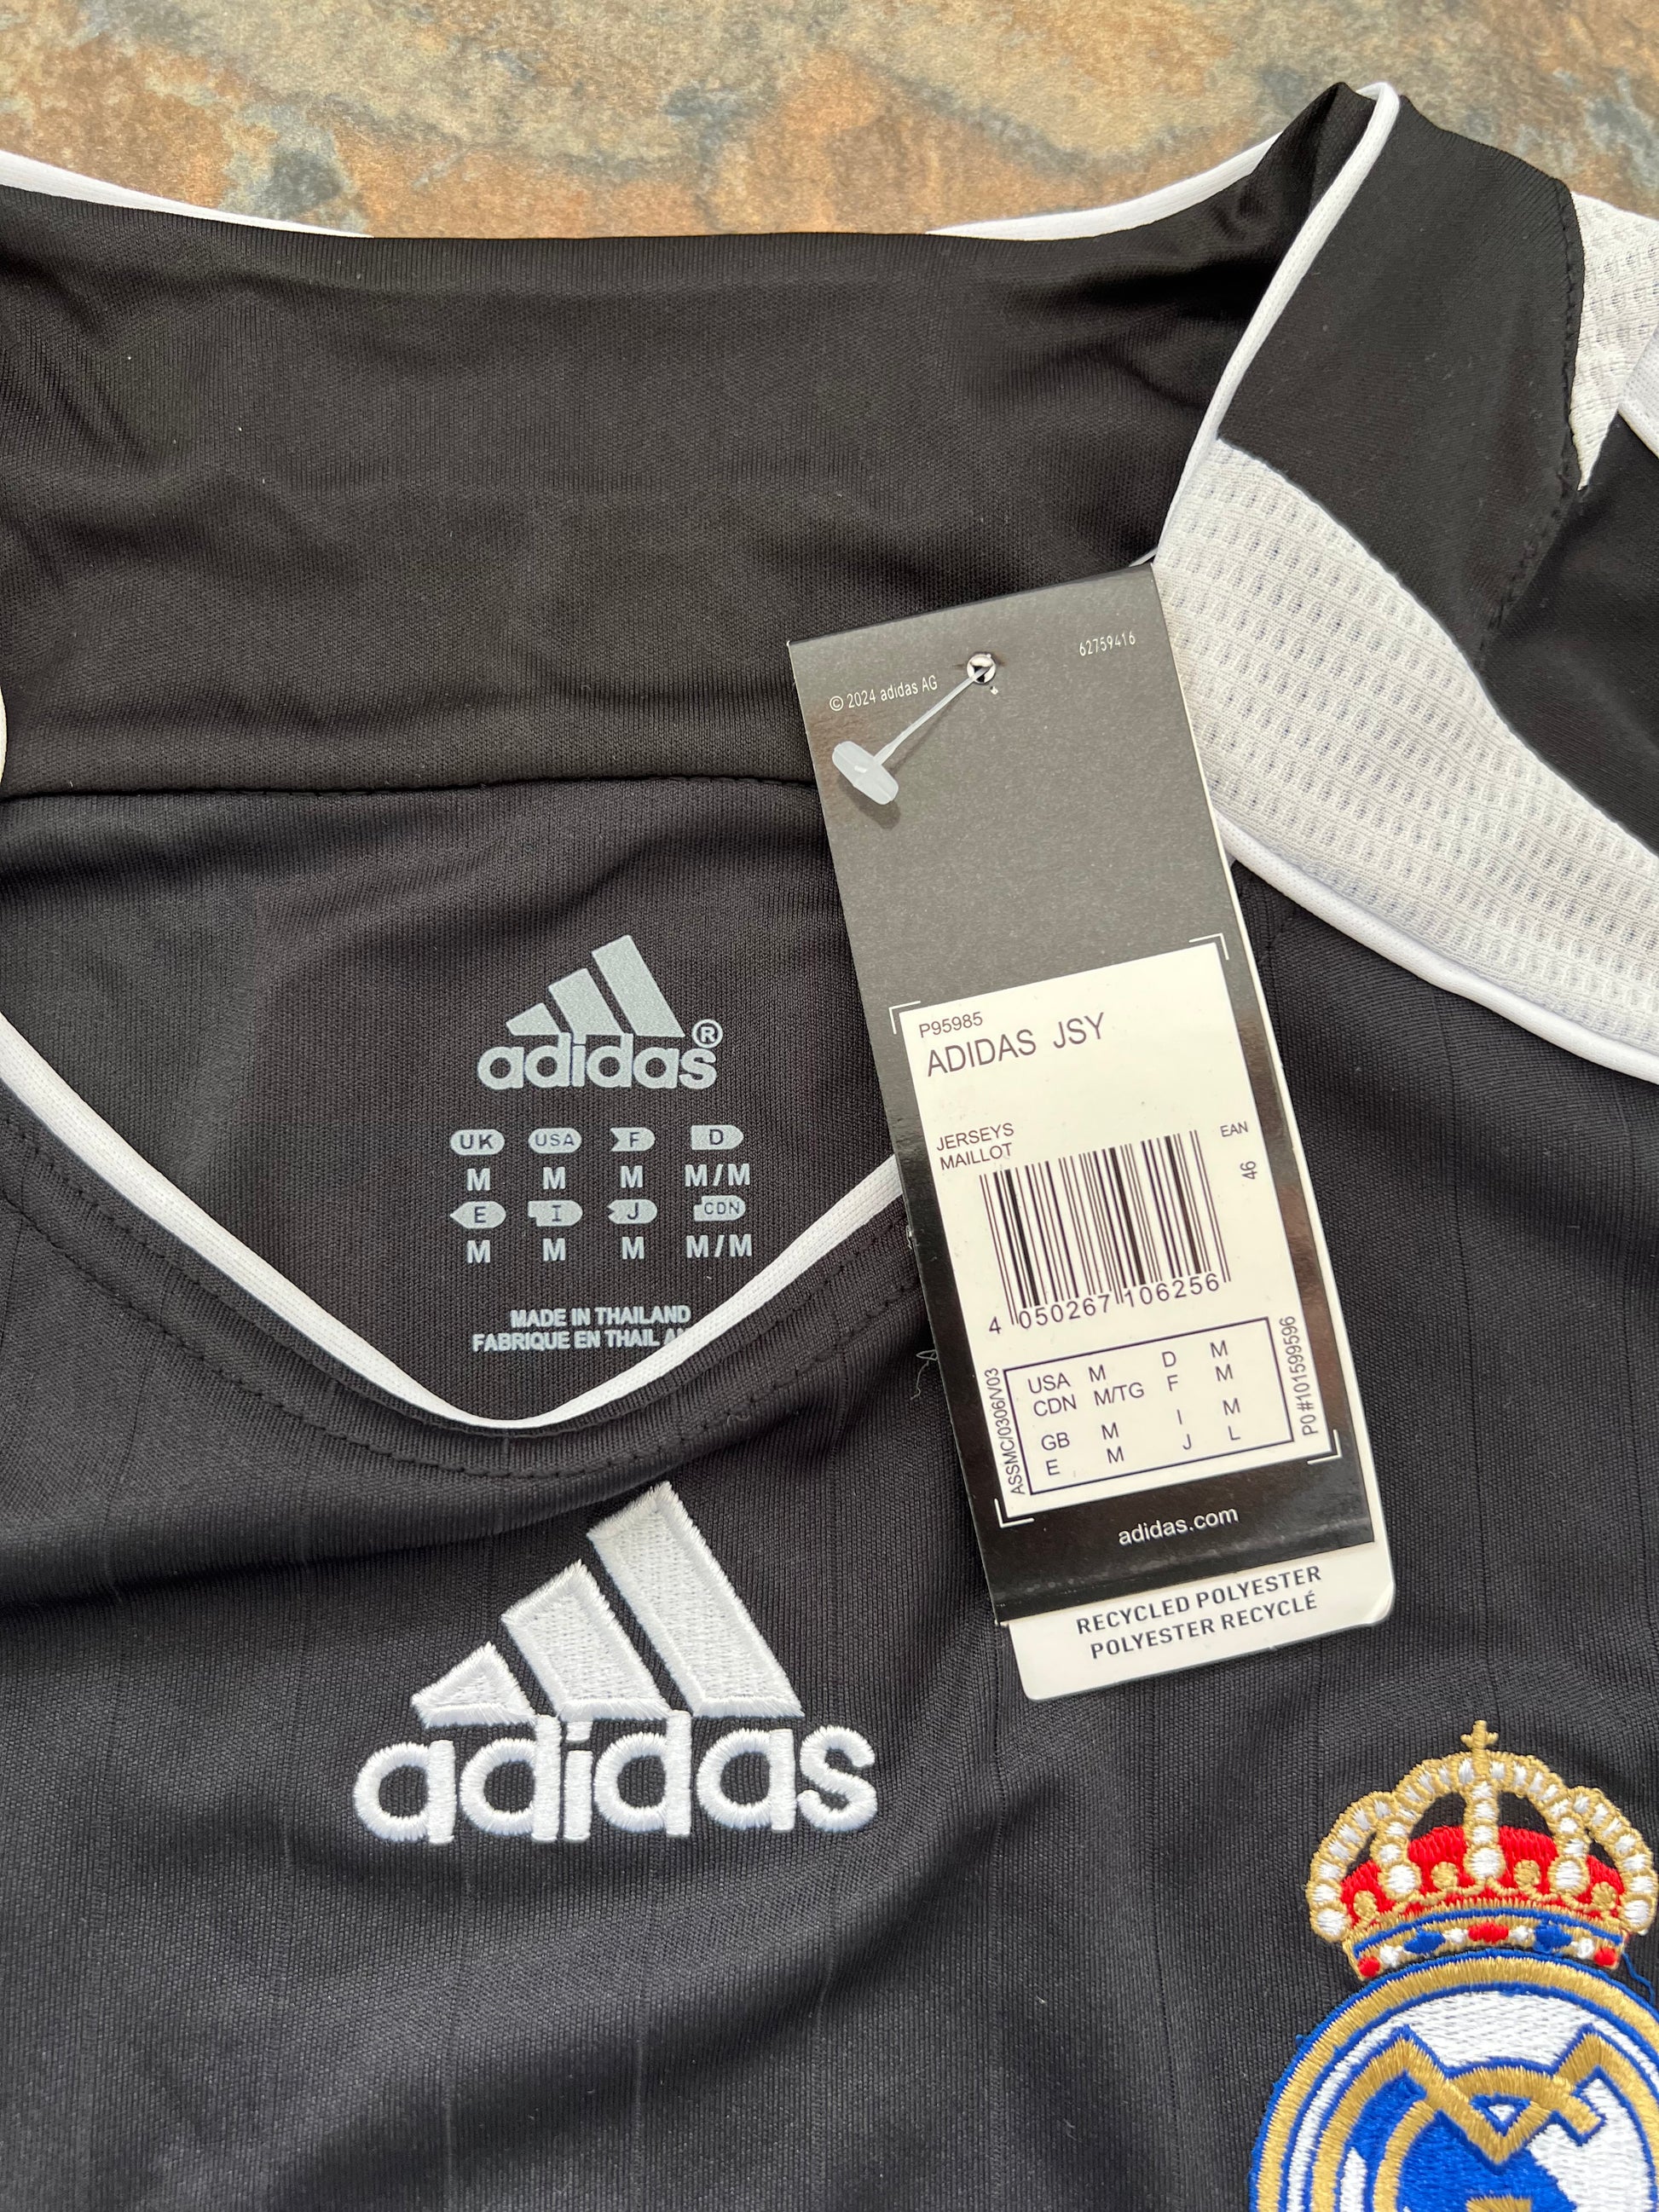 © 2024 adidas AG
62759416
P95985
ADIDAS JSY
JERSEYS
MAILLOT
EAN
46
4 050267 106256
USA M D M
CDN M/TG F M
GB M I M
E M J L
ASSMC/0306/V03
PO#101599596
adidas.com
RECYCLED POLYESTER
POLYESTER RECYCLÉ
adidas®
UK USA F D
M M M M/M
E I J CDN
M M M M/M
MADE IN THAILAND
FABRIQUE EN THAIL
adidas